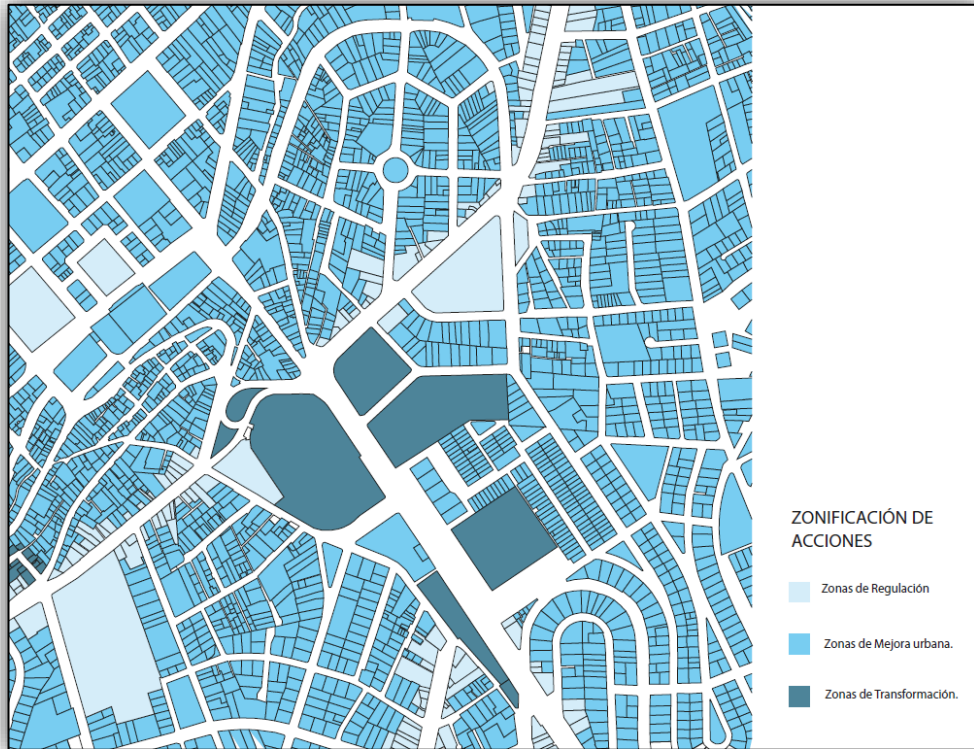 ZONIFICACIÓN DE
ACCIONES
Zonas de Regulación
Zonas de Mejora urbana.
Zonas de Transformación.